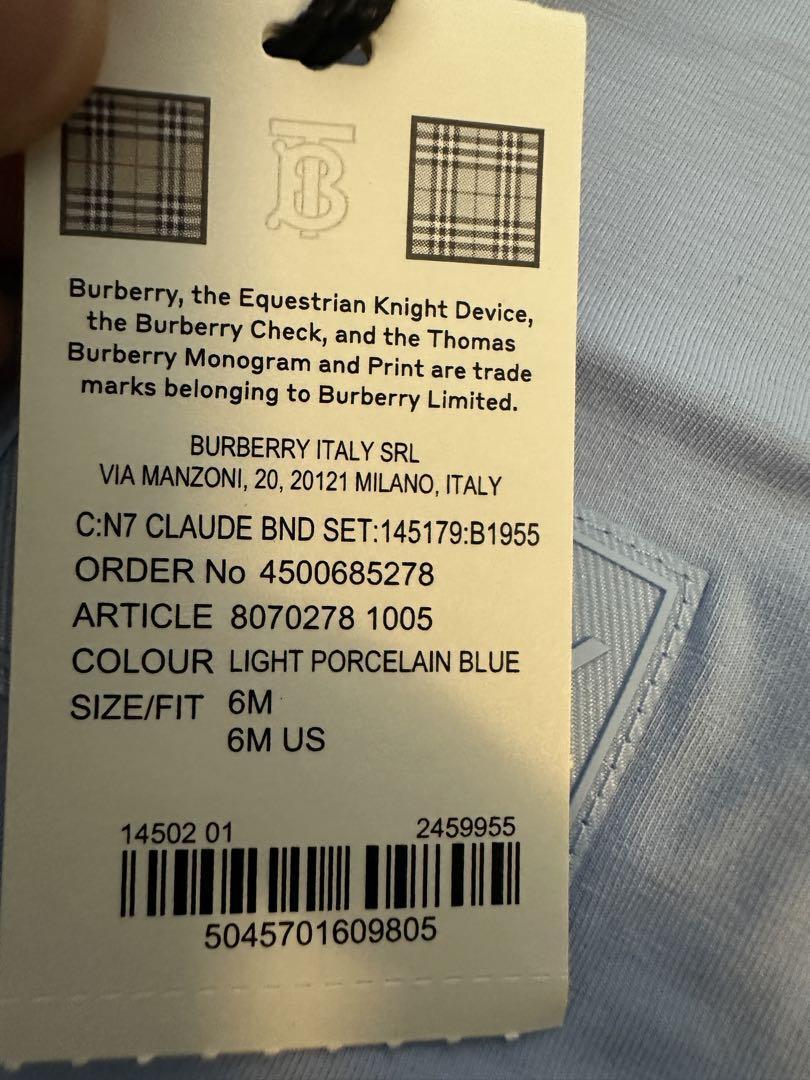 TB
Burberry, the Equestrian Knight Device,
the Burberry Check, and the Thomas
Burberry Monogram and Print are trade
marks belonging to Burberry Limited.
BURBERRY ITALY SRL
VIA MANZONI, 20, 20121 MILANO, ITALY
C:N7 CLAUDE BND SET:145179:B1955
ORDER No 4500685278
ARTICLE 8070278 1005
COLOUR LIGHT PORCELAIN BLUE
SIZE/FIT 6M
6M US
14502 01 2459955
5045701609805